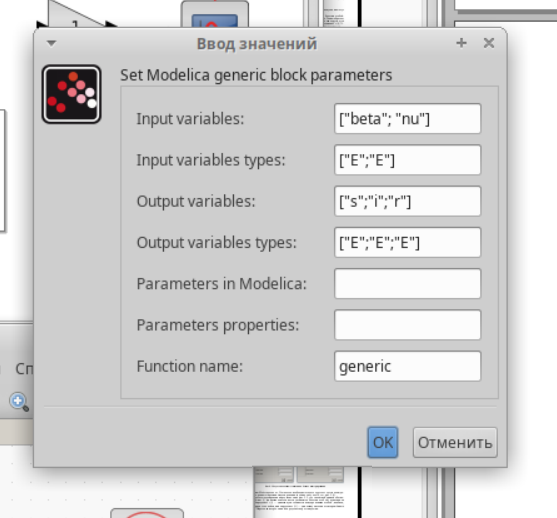 1
Ввод значений
Set Modelica generic block parameters
Input variables: ["beta"; "nu"]
Input variables types: ["E";"E"]
Output variables: ["s";"i";"r"]
Output variables types: ["E";"E";"E"]
Parameters in Modelica:
Parameters properties:
Function name: generic
Сп
OK Отменить